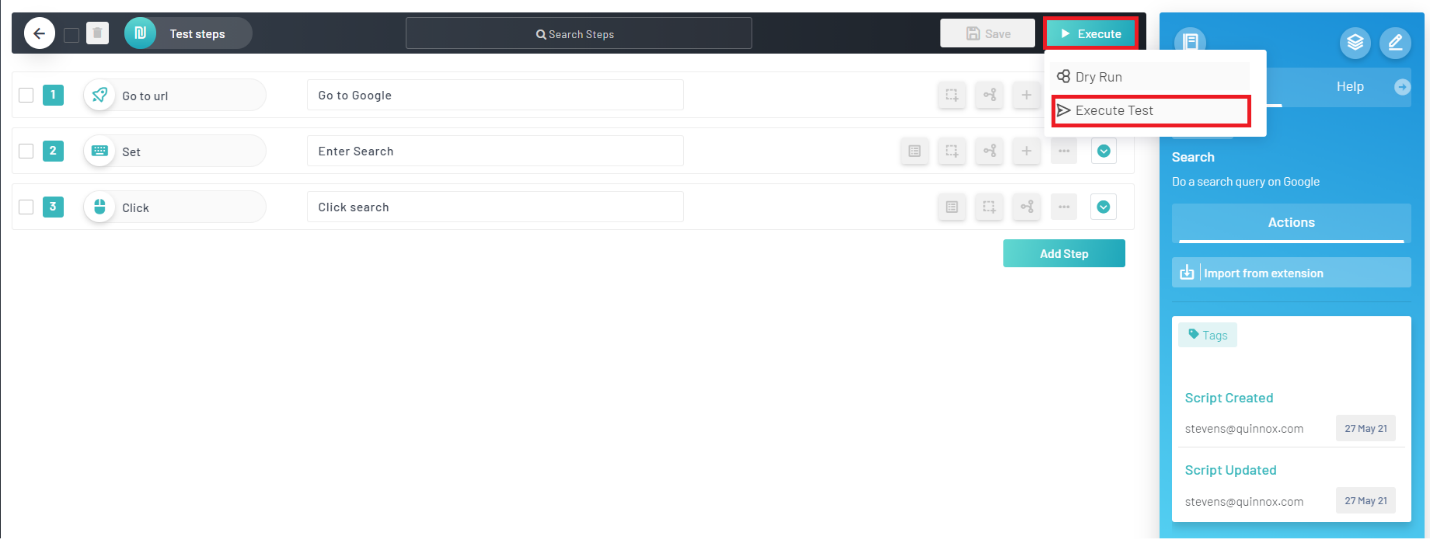 Test steps
Search Steps
Save
Execute
Dry Run
Execute Test
Help
1
Go to url
Go to Google
2
Set
Enter Search
3
Click
Click search
Add Step
Search
Do a search query on Google
Actions
Import from extension
Tags
Script Created
stevens@quinnox.com
27 May 21
Script Updated
stevens@quinnox.com
27 May 21